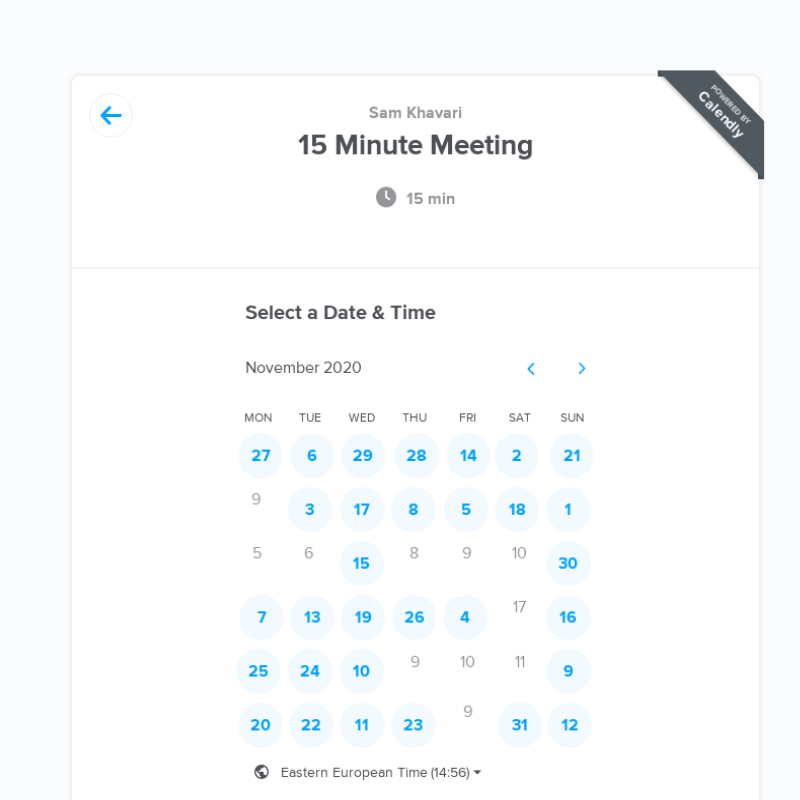 POWERED BY
Calendly
Sam Khavari
15 Minute Meeting
15 min
Select a Date & Time
November 2020
MON TUE WED THU FRI SAT SUN
27 6 29 28 14 2 21
9 3 17 8 5 18 1
5 6 15 8 9 10 30
7 13 19 26 4 17 16
25 24 10 9 10 11 9
20 22 11 23 9 31 12
Eastern European Time (14:56)